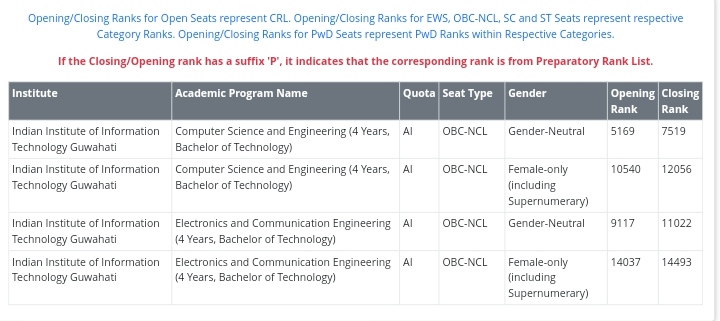 Opening/Closing Ranks for Open Seats represent CRL. Opening/Closing Ranks for EWS, OBC-NCL, SC and ST Seats represent respective
Category Ranks. Opening/Closing Ranks for PwD Seats represent PwD Ranks within Respective Categories.
If the Closing/Opening rank has a suffix 'P', it indicates that the corresponding rank is from Preparatory Rank List.
Institute Academic Program Name Quota Seat Type Gender Opening Closing
Rank Rank
Indian Institute of Information Computer Science and Engineering (4 Years, AI OBC-NCL Gender-Neutral 5169 7519
Technology Guwahati Bachelor of Technology)
Indian Institute of Information Computer Science and Engineering (4 Years, AI OBC-NCL Female-only 10540 12056
Technology Guwahati Bachelor of Technology) (including
Supernumerary)
Indian Institute of Information Electronics and Communication Engineering AI OBC-NCL Gender-Neutral 9117 11022
Technology Guwahati (4 Years, Bachelor of Technology)
Indian Institute of Information Electronics and Communication Engineering AI OBC-NCL Female-only 14037 14493
Technology Guwahati (4 Years, Bachelor of Technology) (including
Supernumerary)